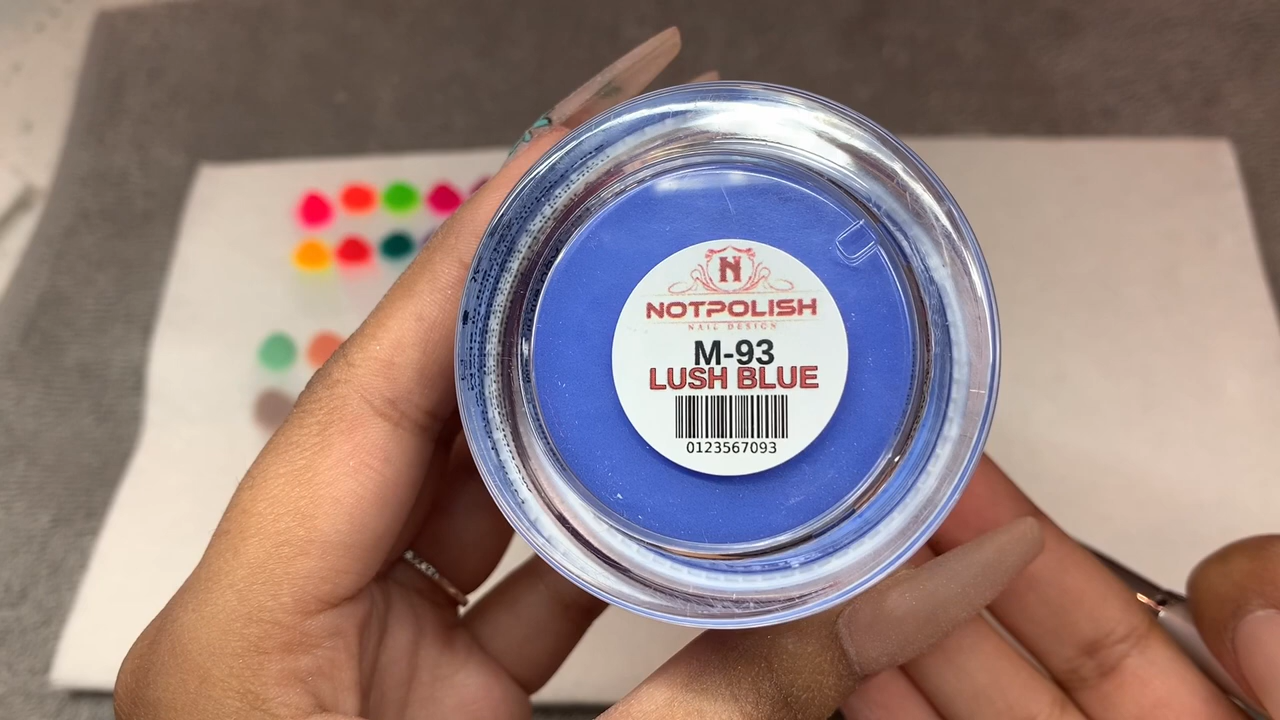 N
NOTPOLISH
NAIL DESIGN
M-93
LUSH BLUE
0123567093